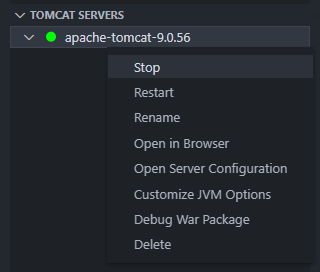 TOMCAT SERVERS
apache-tomcat-9.0.56
Stop
Restart
Rename
Open in Browser
Open Server Configuration
Customize JVM Options
Debug War Package
Delete